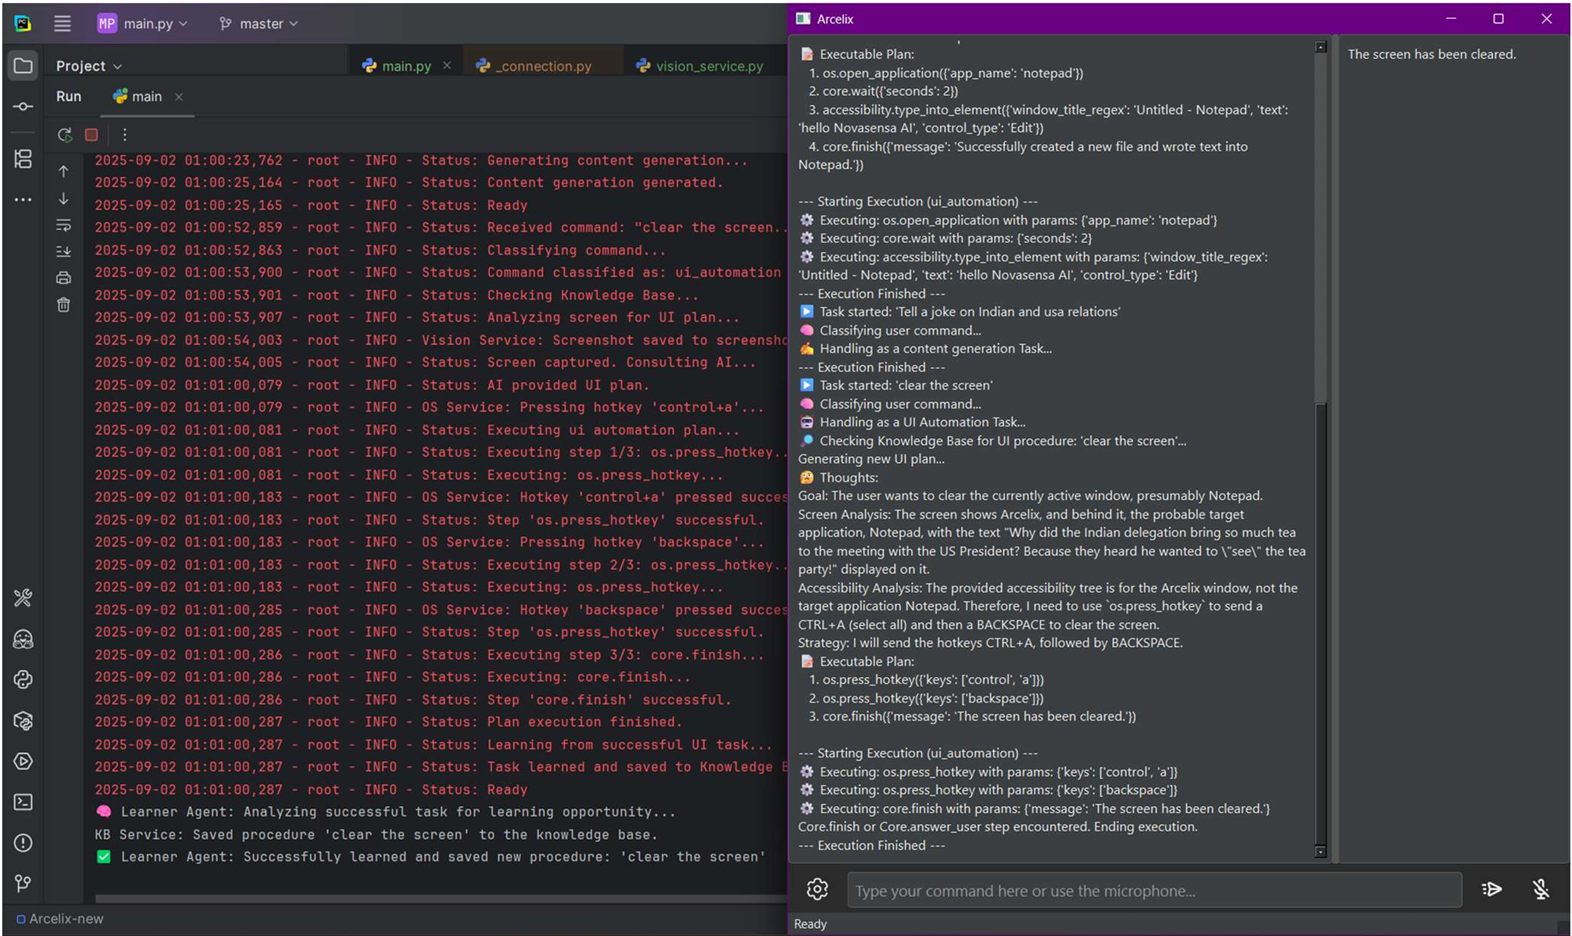 MP main.py
master
Project
main.py
_connection.py
vision_service.py
Run
main
2025-09-02 01:00:23,762 - root - INFO - Status: Generating content generation...
2025-09-02 01:00:25,164 - root - INFO - Status: Content generation generated.
2025-09-02 01:00:25,165 - root - INFO - Status: Ready
2025-09-02 01:00:52,859 - root - INFO - Status: Received command: "clear the screen..
2025-09-02 01:00:52,863 - root - INFO - Status: Classifying command...
2025-09-02 01:00:53,900 - root - INFO - Status: Command classified as: ui_automation
2025-09-02 01:00:53,901 - root - INFO - Status: Checking Knowledge Base...
2025-09-02 01:00:53,907 - root - INFO - Status: Analyzing screen for UI plan...
2025-09-02 01:00:54,003 - root - INFO - Vision Service: Screenshot saved to screensho
2025-09-02 01:00:54,005 - root - INFO - Status: Screen captured. Consulting AI...
2025-09-02 01:01:00,079 - root - INFO - Status: AI provided UI plan.
2025-09-02 01:01:00,079 - root - INFO - OS Service: Pressing hotkey 'control+a'...
2025-09-02 01:01:00,081 - root - INFO - Status: Executing ui automation plan...
2025-09-02 01:01:00,081 - root - INFO - Status: Executing step 1/3: os.press_hotkey..
2025-09-02 01:01:00,081 - root - INFO - Status: Executing: os.press_hotkey...
2025-09-02 01:01:00,183 - root - INFO - OS Service: Hotkey 'control+a' pressed succes
2025-09-02 01:01:00,183 - root - INFO - Status: Step 'os.press_hotkey' successful.
2025-09-02 01:01:00,183 - root - INFO - OS Service: Pressing hotkey 'backspace'...
2025-09-02 01:01:00,183 - root - INFO - Status: Executing step 2/3: os.press_hotkey..
2025-09-02 01:01:00,183 - root - INFO - Status: Executing: os.press_hotkey...
2025-09-02 01:01:00,285 - root - INFO - OS Service: Hotkey 'backspace' pressed succes
2025-09-02 01:01:00,285 - root - INFO - Status: Step 'os.press_hotkey' successful.
2025-09-02 01:01:00,286 - root - INFO - Status: Executing step 3/3: core.finish...
2025-09-02 01:01:00,286 - root - INFO - Status: Executing: core.finish...
2025-09-02 01:01:00,286 - root - INFO - Status: Step 'core.finish' successful.
2025-09-02 01:01:00,287 - root - INFO - Status: Plan execution finished.
2025-09-02 01:01:00,287 - root - INFO - Status: Learning from successful UI task...
2025-09-02 01:01:00,287 - root - INFO - Status: Task learned and saved to Knowledge B
2025-09-02 01:01:00,287 - root - INFO - Status: Ready
🧠 Learner Agent: Analyzing successful task for learning opportunity...
KB Service: Saved procedure 'clear the screen' to the knowledge base.
✅ Learner Agent: Successfully learned and saved new procedure: 'clear the screen'
Arcelix-new
Arcelix
📝 Executable Plan:
1. os.open_application({'app_name': 'notepad'})
2. core.wait({'seconds': 2})
3. accessibility.type_into_element({'window_title_regex': 'Untitled - Notepad', 'text':
'hello Novasensa AI', 'control_type': 'Edit'})
4. core.finish({'message': 'Successfully created a new file and wrote text into
Notepad.'})
--- Starting Execution (ui_automation) ---
⚙️ Executing: os.open_application with params: {'app_name': 'notepad'}
⚙️ Executing: core.wait with params: {'seconds': 2}
⚙️ Executing: accessibility.type_into_element with params: {'window_title_regex':
'Untitled - Notepad', 'text': 'hello Novasensa AI', 'control_type': 'Edit'}
--- Execution Finished ---
▶️ Task started: 'Tell a joke on Indian and usa relations'
🧠 Classifying user command...
✍️ Handling as a content generation Task...
--- Execution Finished ---
▶️ Task started: 'clear the screen'
🧠 Classifying user command...
🤖 Handling as a UI Automation Task...
🔎 Checking Knowledge Base for UI procedure: 'clear the screen'...
Generating new UI plan...
🤔 Thoughts:
Goal: The user wants to clear the currently active window, presumably Notepad.
Screen Analysis: The screen shows Arcelix, and behind it, the probable target
application, Notepad, with the text "Why did the Indian delegation bring so much tea
to the meeting with the US President? Because they heard he wanted to \"see\" the tea
party!" displayed on it.
Accessibility Analysis: The provided accessibility tree is for the Arcelix window, not the
target application Notepad. Therefore, I need to use `os.press_hotkey` to send a
CTRL+A (select all) and then a BACKSPACE to clear the screen.
Strategy: I will send the hotkeys CTRL+A, followed by BACKSPACE.
📝 Executable Plan:
1. os.press_hotkey({'keys': ['control', 'a']})
2. os.press_hotkey({'keys': ['backspace']})
3. core.finish({'message': 'The screen has been cleared.'})
--- Starting Execution (ui_automation) ---
⚙️ Executing: os.press_hotkey with params: {'keys': ['control', 'a']}
⚙️ Executing: os.press_hotkey with params: {'keys': ['backspace']}
⚙️ Executing: core.finish with params: {'message': 'The screen has been cleared.'}
Core.finish or Core.answer_user step encountered. Ending execution.
--- Execution Finished ---
The screen has been cleared.
Type your command here or use the microphone...
Ready